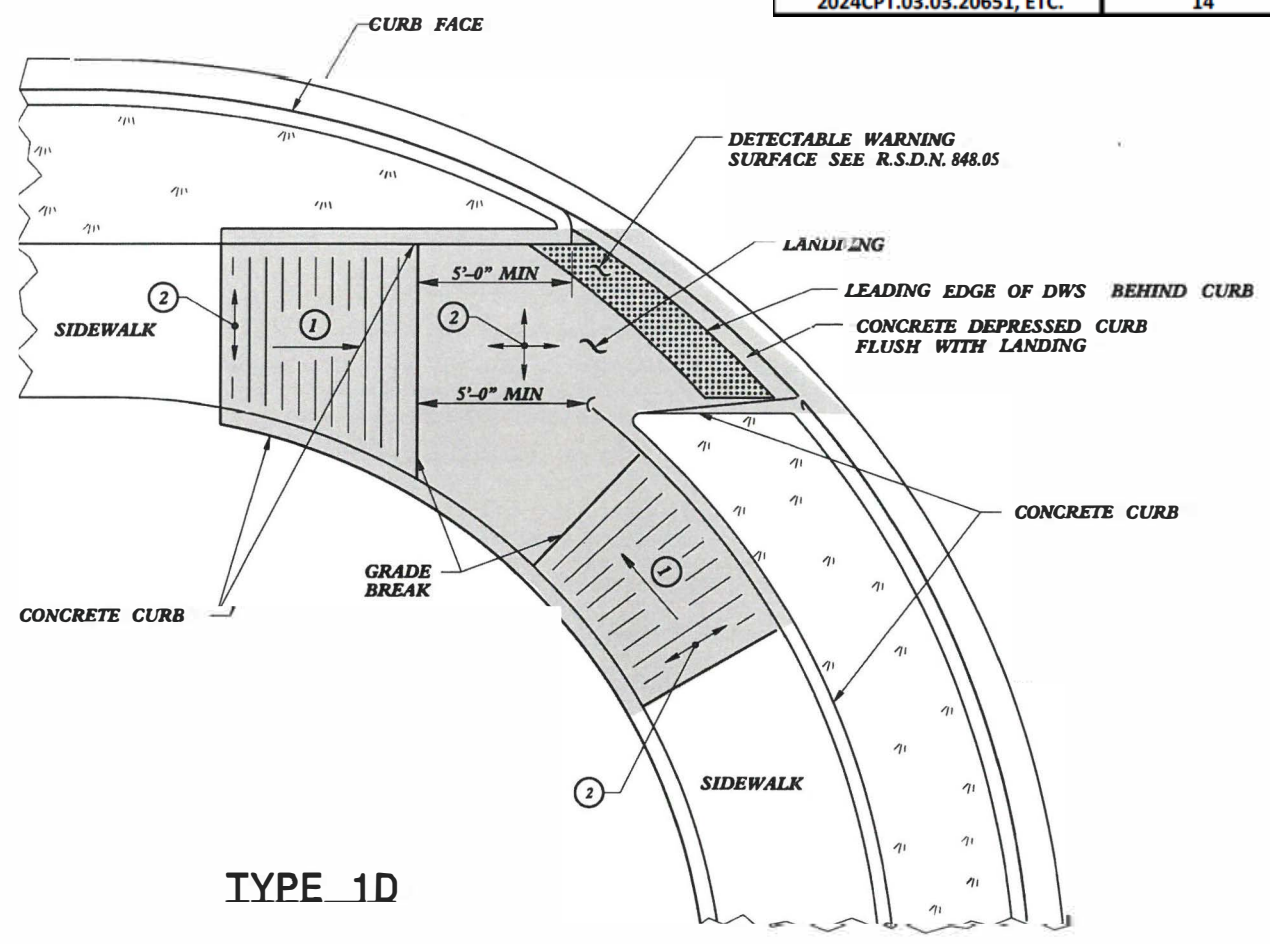 2024CPT.03.03.20651, ETC.
14
CURB FACE
DETECTABLE WARNING
SURFACE SEE R.S.D.N. 848.05
LANDING
5'-0" MIN
LEADING EDGE OF DWS BEHIND CURB
2
2
1
SIDEWALK
CONCRETE DEPRESSED CURB
FLUSH WITH LANDING
5'-0" MIN
CONCRETE CURB
GRADE
BREAK
1
CONCRETE CURB
SIDEWALK
2
TYPE 1D